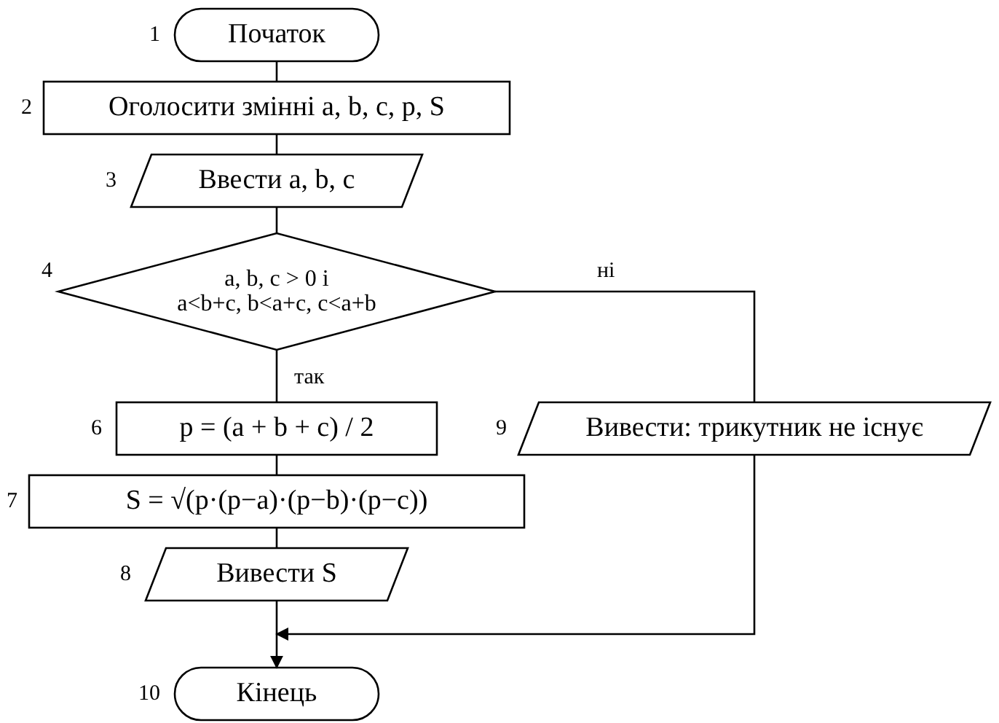 1 Початок
2 Оголосити змінні a, b, c, p, S
3 Ввести a, b, c
4
a, b, c > 0 і
a<b+c, b<a+c, c<a+b
ні
так
6 p = (a + b + c) / 2
9 Вивести: трикутник не існує
7 S = √(p·(p−a)·(p−b)·(p−c))
8 Вивести S
10 Кінець